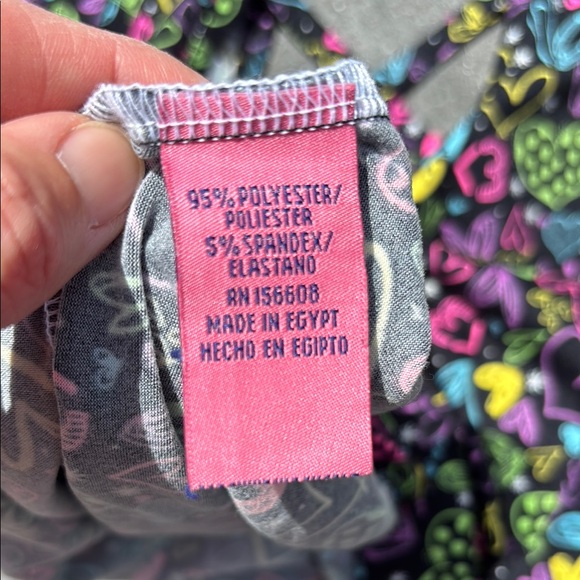 95% POLYESTER/
POLIESTER
5% SPANDEX/
ELASTANO
RN 156608
MADE IN EGYPT
HECHO EN EGIPTO